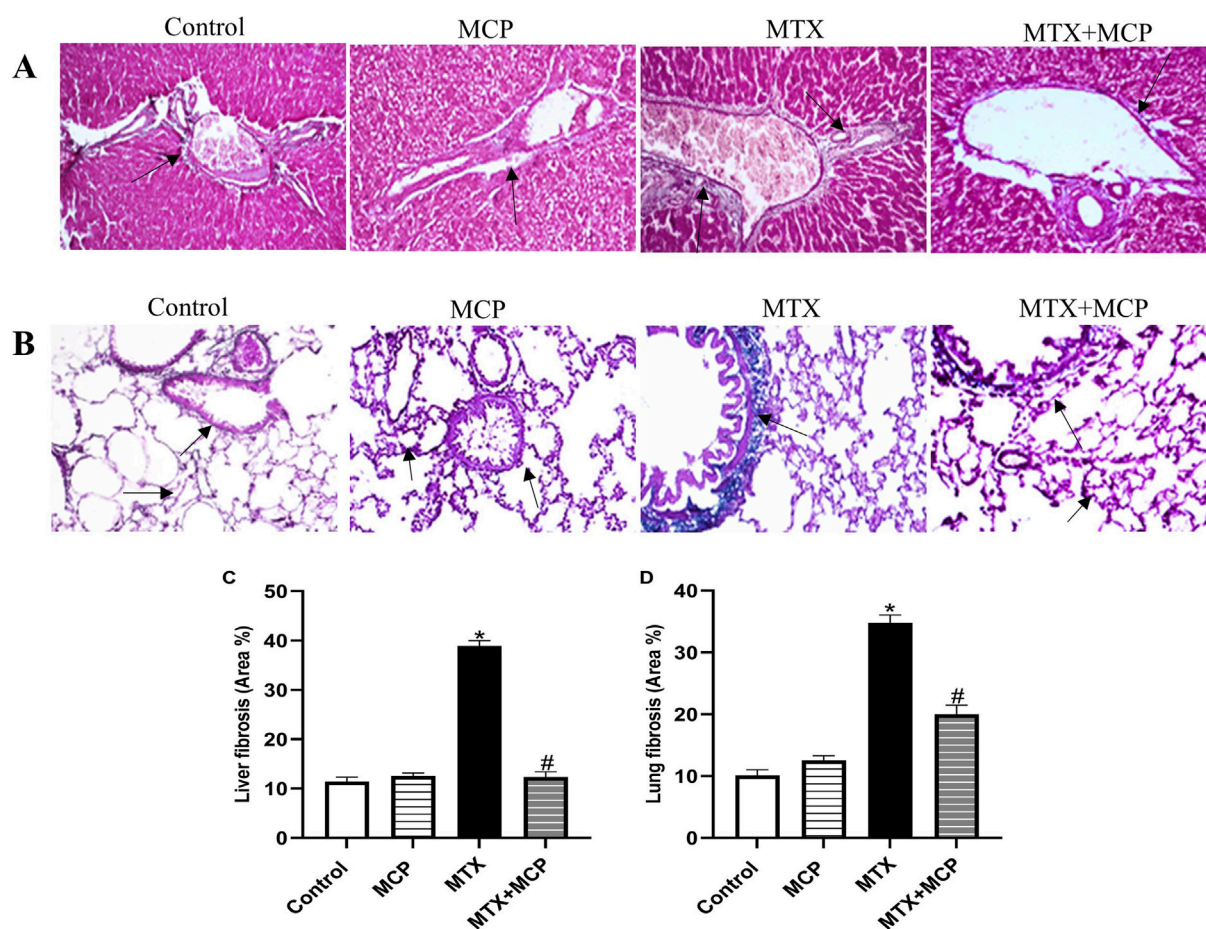 Control MCP MTX MTX+MCP
A
Control MCP MTX MTX+MCP
B
C
Liver fibrosis (Area %)
50
40
30
20
10
0
*
#
Control MCP MTX MTX+MCP
D
Lung fibrosis (Area %)
40
30
20
10
0
*
#
Control MCP MTX MTX+MCP